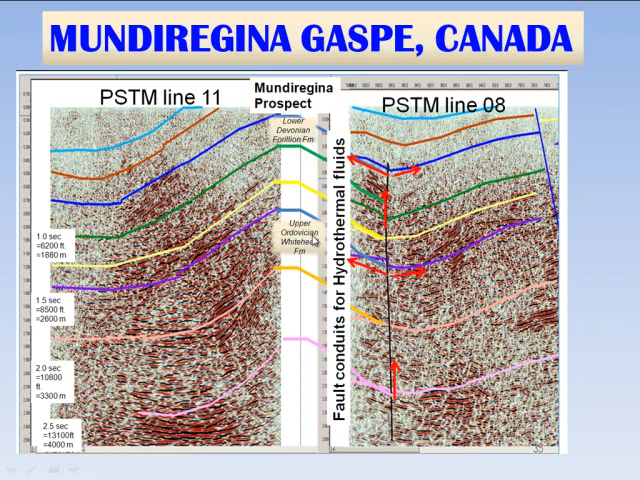 MUNDIREGINA GASPE, CANADA
PSTM line 11
Mundiregina
Prospect
PSTM line 08
Lower
Devonian
Forillion Fm
Upper
Ordovician
Fm
Fault conduits for Hydrothermal fluids
1.0 sec
=6200 ft
=1880 m
1.5 sec
=8500 ft
=2600 m
2.0 sec
=10800
ft
=3300 m
2.5 sec
=13100ft
=4000 m
35